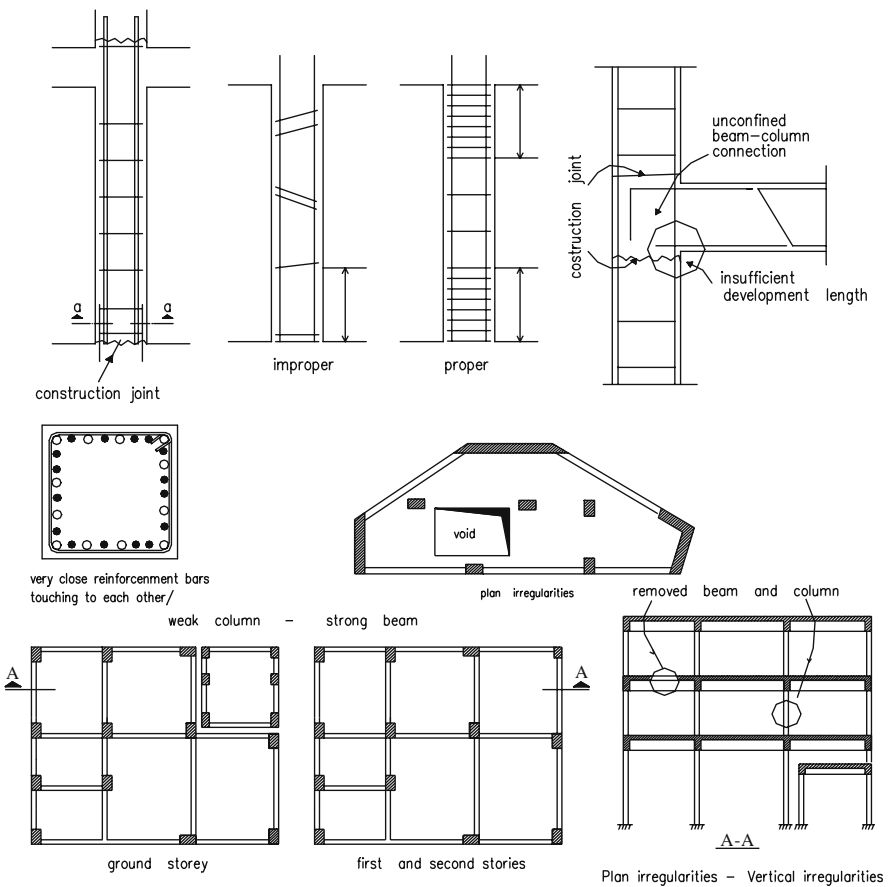 a
a
construction joint
improper
proper
costruction joint
unconfined
beam-column
connection
insufficient
development length
very close reinforcenment bars
touching to each other/
void
plan irregularities
weak column - strong beam
removed beam and column
A
A
ground storey
first and second stories
A-A
Plan irregularities - Vertical irregularities